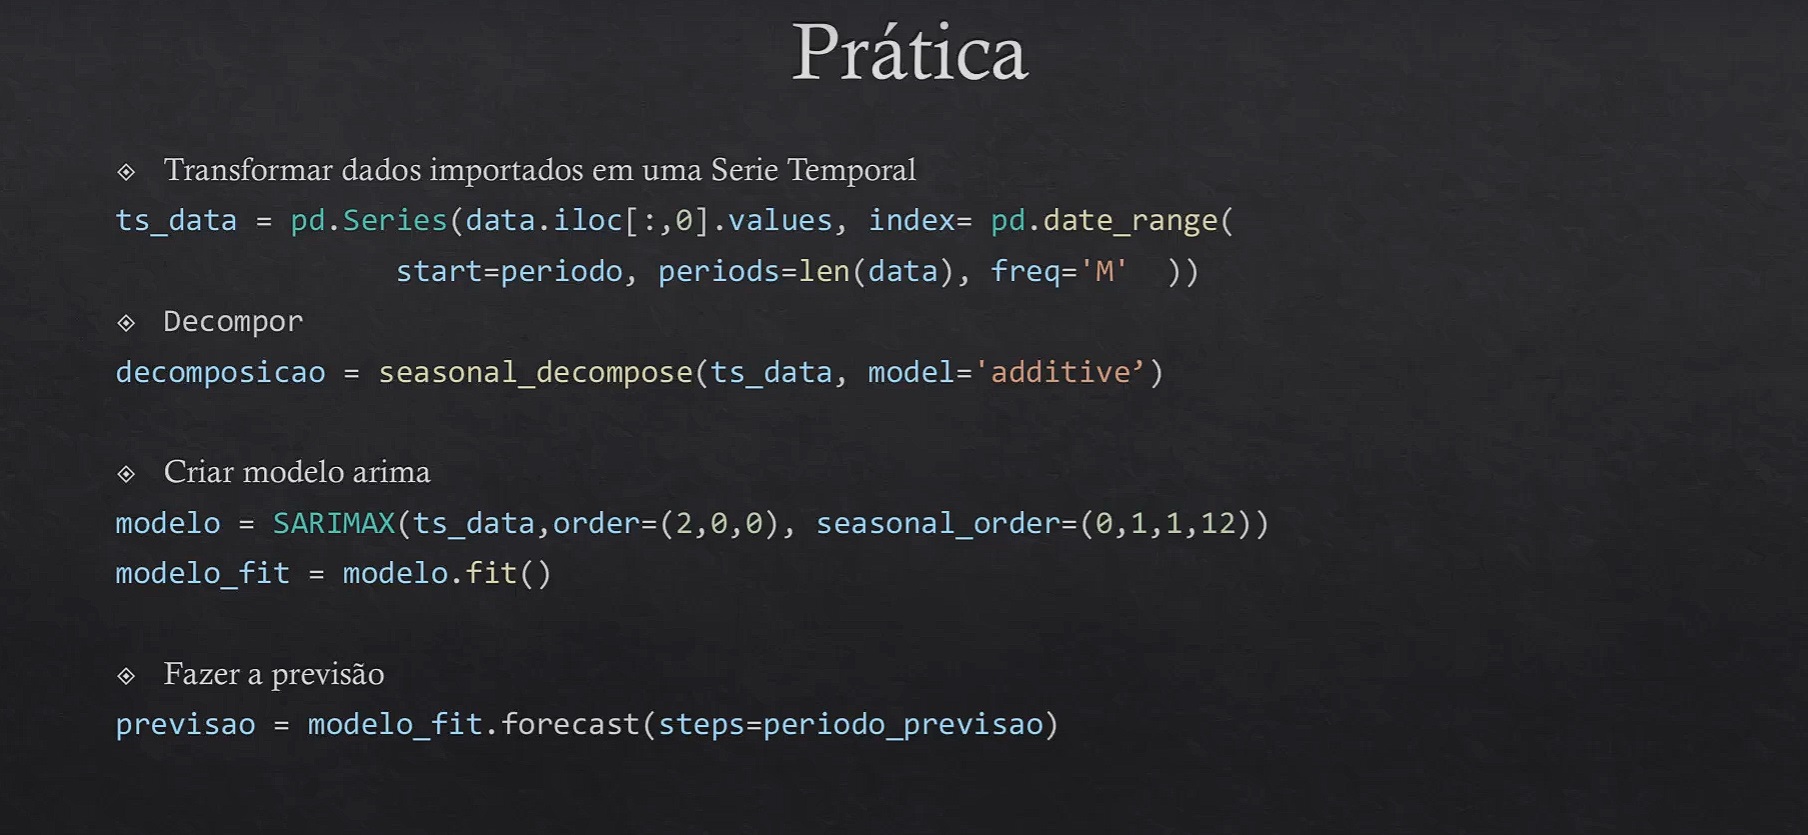 Prática
Transformar dados importados em uma Serie Temporal
ts_data = pd.Series(data.iloc[:,0].values, index= pd.date_range(
start=periodo, periods=len(data), freq='M'  ))
Decompor
decomposicao = seasonal_decompose(ts_data, model='additive’)
Criar modelo arima
modelo = SARIMAX(ts_data,order=(2,0,0), seasonal_order=(0,1,1,12))
modelo_fit = modelo.fit()
Fazer a previsão
previsao = modelo_fit.forecast(steps=periodo_previsao)